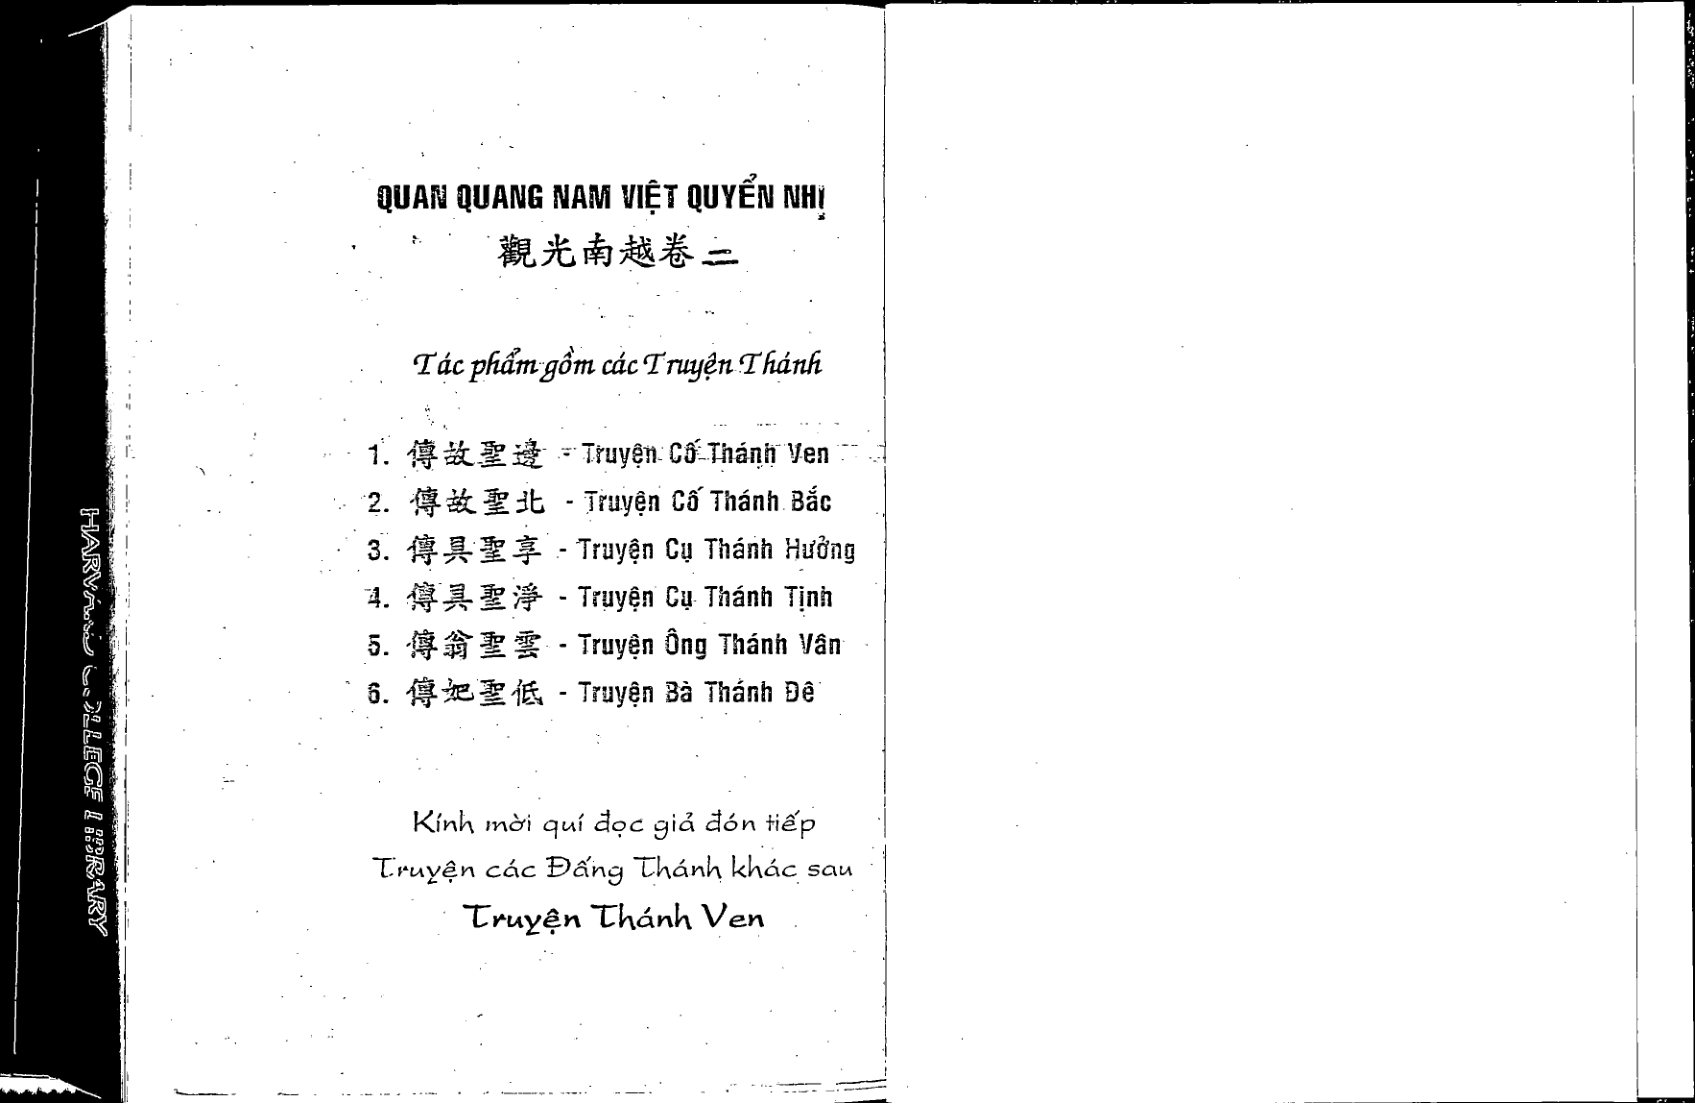 QUAN QUANG NAM VIỆT QUYỂN NHỊ
觀光南越卷二
Tác phẩm gồm các Truyện Thánh
1. 傳故聖邊 - Truyện Cố Thánh Ven
2. 傳故聖北 - Truyện Cố Thánh Bắc
3. 傳具聖享 - Truyện Cụ Thánh Hưởng
4. 傳具聖淨 - Truyện Cụ Thánh Tịnh
5. 傳翁聖雲 - Truyện Ông Thánh Vân
6. 傳妑聖低 - Truyện Bà Thánh Đê
Kính mời quí đọc giả đón tiếp
Truyện các Đấng Thánh khác sau
Truyện Thánh Ven
HARVARD COLLEGE LIBRARY